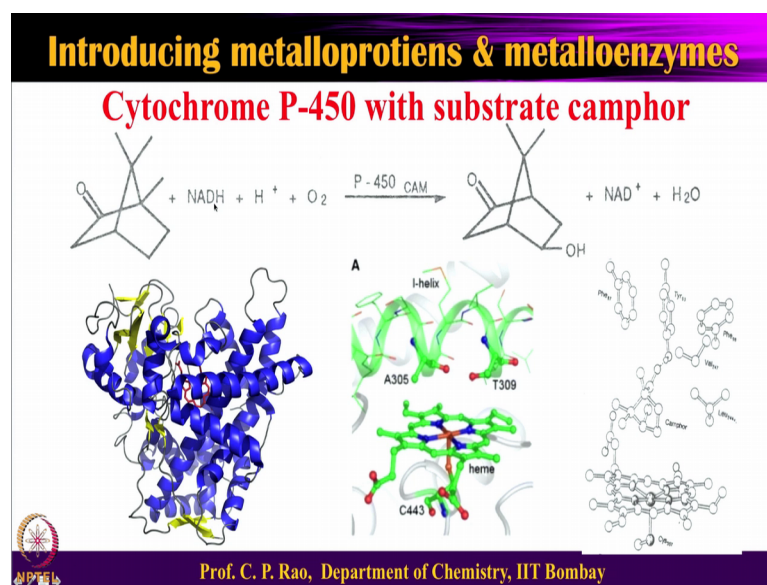 Introducing metalloprotiens & metalloenzymes
Cytochrome P-450 with substrate camphor
O + NADH + H + + O2 P - 450 CAM O OH + NAD+ + H2O
A
I-helix
A305
T309
heme
C443
Camphor
NPTEL
Prof. C. P. Rao, Department of Chemistry, IIT Bombay